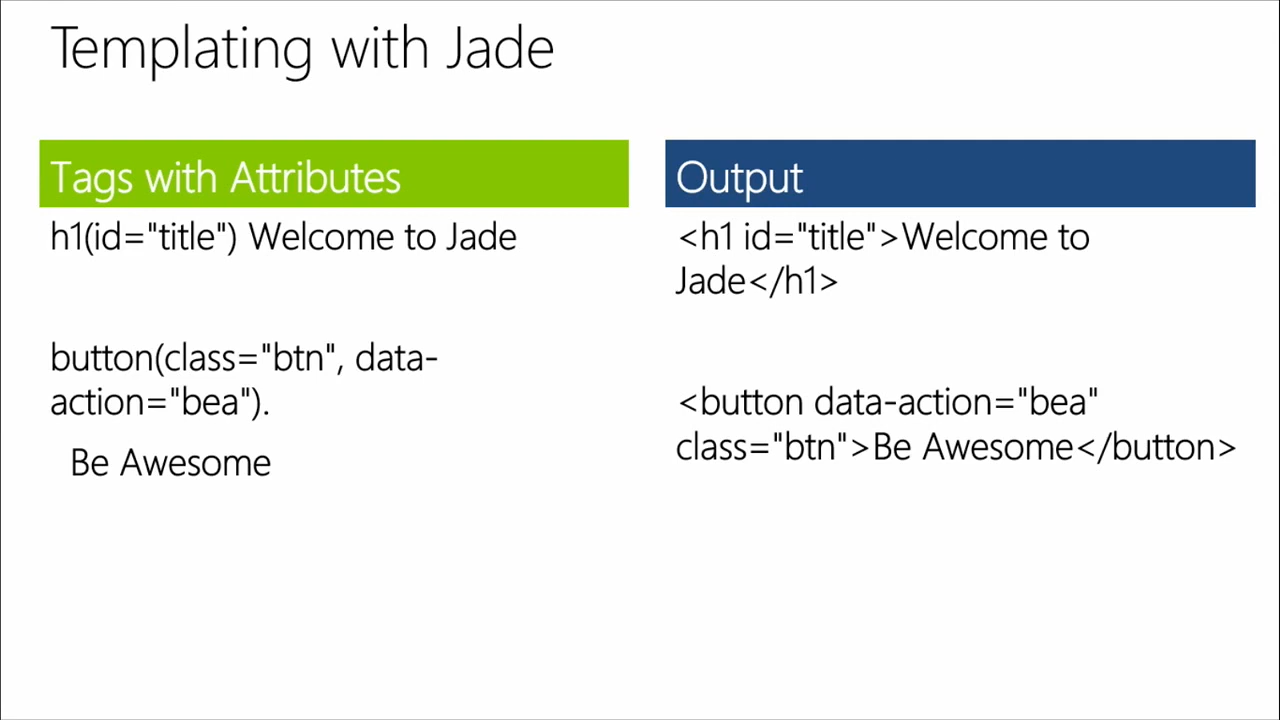 Templating with Jade
Tags with Attributes
h1(id="title") Welcome to Jade
button(class="btn", data-
action="bea").
Be Awesome
Output
<h1 id="title">Welcome to
Jade</h1>
<button data-action="bea"
class="btn">Be Awesome</button>